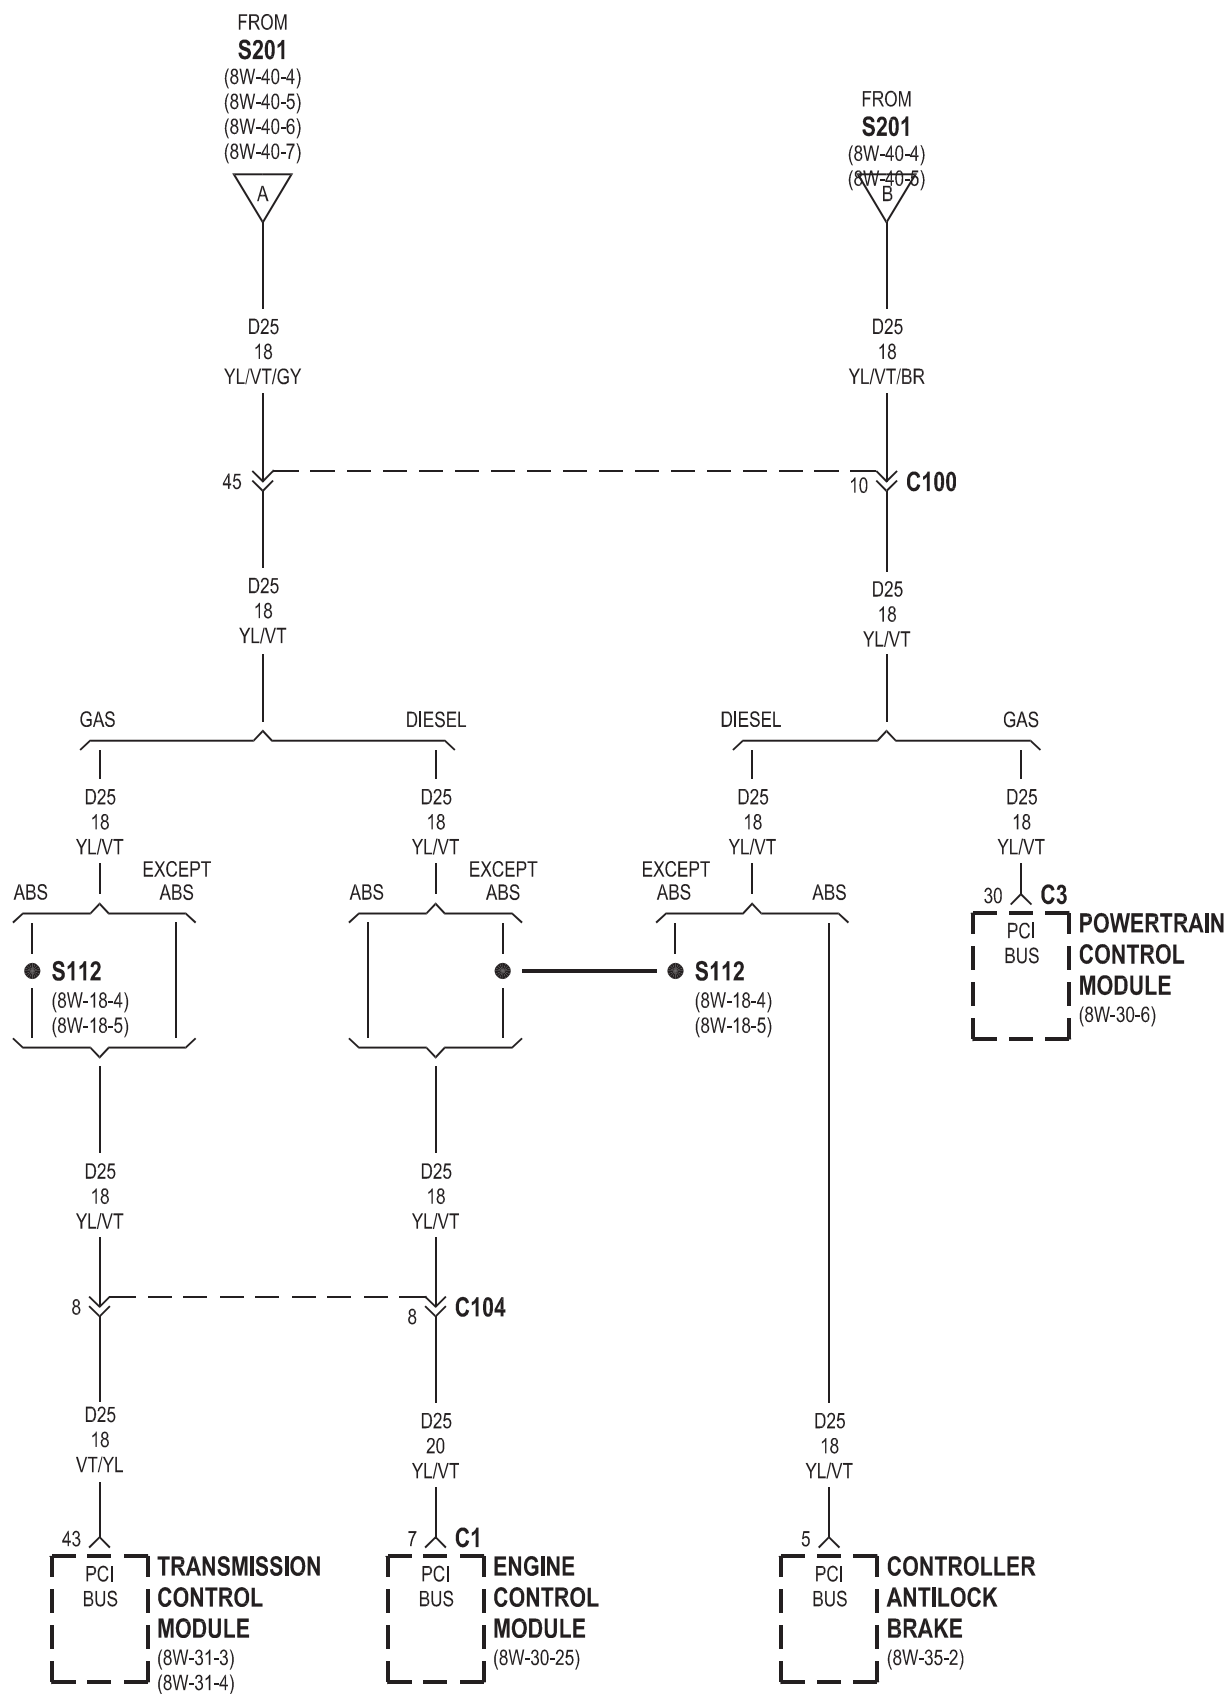 FROM
S201
(8W-40-4)
(8W-40-5)
(8W-40-6)
(8W-40-7)
A
FROM
S201
(8W-40-4)
(8W-40-5)
B
D25
18
YL/VT/GY
D25
18
YL/VT/BR
45
10
C100
D25
18
YL/VT
D25
18
YL/VT
GAS
DIESEL
DIESEL
GAS
D25
18
YL/VT
D25
18
YL/VT
D25
18
YL/VT
D25
18
YL/VT
ABS
EXCEPT
ABS
ABS
EXCEPT
ABS
EXCEPT
ABS
ABS
30
C3
PCI
BUS
POWERTRAIN
CONTROL
MODULE
(8W-30-6)
S112
(8W-18-4)
(8W-18-5)
S112
(8W-18-4)
(8W-18-5)
D25
18
YL/VT
D25
18
YL/VT
8
8
C104
D25
18
VT/YL
D25
20
YL/VT
D25
18
YL/VT
43
PCI
BUS
TRANSMISSION
CONTROL
MODULE
(8W-31-3)
(8W-31-4)
7
C1
PCI
BUS
ENGINE
CONTROL
MODULE
(8W-30-25)
5
PCI
BUS
CONTROLLER
ANTILOCK
BRAKE
(8W-35-2)